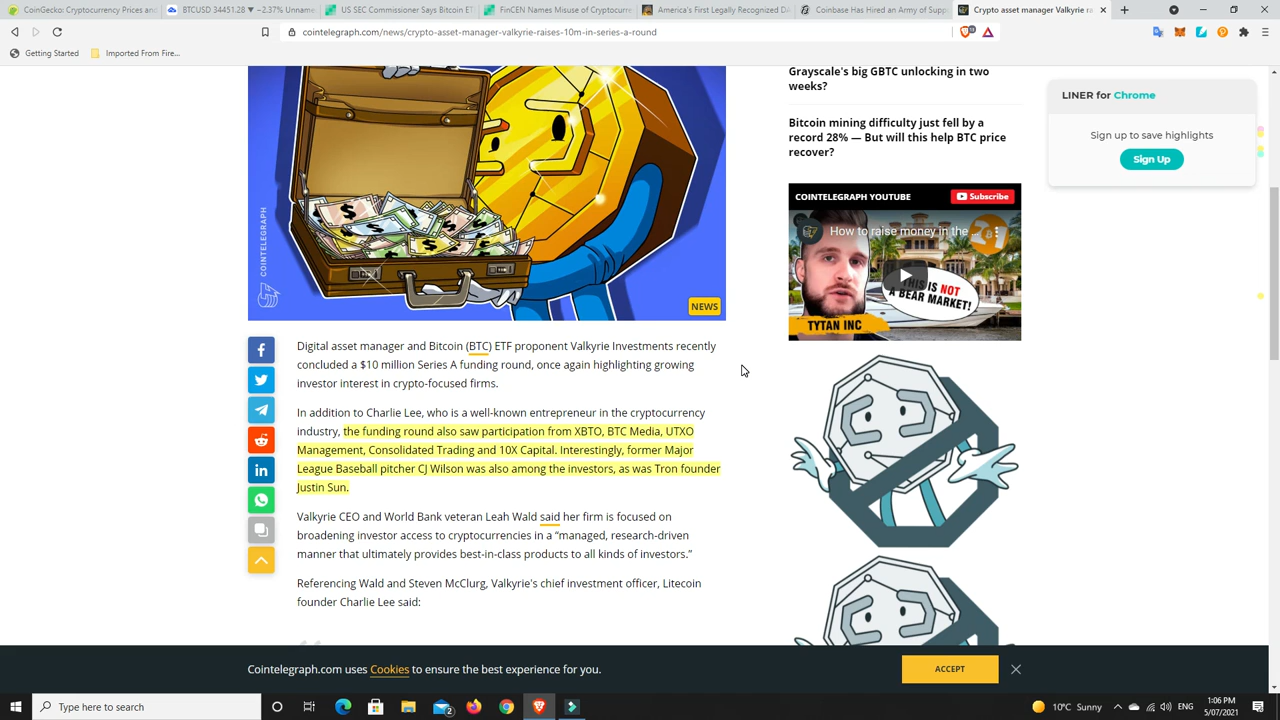 CoinGecko: Cryptocurrency Prices and
BTCUSD 34451.28 ▼ −2.37% Unnam
US SEC Commissioner Says Bitcoin ET
FinCEN Names Misuse of Cryptocurre
America's First Legally Recognized DA
Coinbase Has Hired an Army of Supp
Crypto asset manager Valkyrie ra
cointelegraph.com/news/crypto-asset-manager-valkyrie-raises-10m-in-series-a-round
Getting Started
Imported From Fire...
Grayscale's big GBTC unlocking in two
weeks?
Bitcoin mining difficulty just fell by a
record 28% — But will this help BTC price
recover?
LINER for Chrome
Sign up to save highlights
Sign Up
COINTELEGRAPH YOUTUBE
Subscribe
How to raise money in the ...
THIS IS NOT
A BEAR MARKET!
TYTAN INC
COINTELEGRAPH
NEWS
Digital asset manager and Bitcoin (BTC) ETF proponent Valkyrie Investments recently
concluded a $10 million Series A funding round, once again highlighting growing
investor interest in crypto-focused firms.
In addition to Charlie Lee, who is a well-known entrepreneur in the cryptocurrency
industry, the funding round also saw participation from XBTO, BTC Media, UTXO
Management, Consolidated Trading and 10X Capital. Interestingly, former Major
League Baseball pitcher CJ Wilson was also among the investors, as was Tron founder
Justin Sun.
Valkyrie CEO and World Bank veteran Leah Wald said her firm is focused on
broadening investor access to cryptocurrencies in a “managed, research-driven
manner that ultimately provides best-in-class products to all kinds of investors.”
Referencing Wald and Steven McClurg, Valkyrie's chief investment officer, Litecoin
founder Charlie Lee said:
Cointelegraph.com uses Cookies to ensure the best experience for you.
ACCEPT
Type here to search
2
10°C Sunny
ENG
1:06 PM
5/07/2021